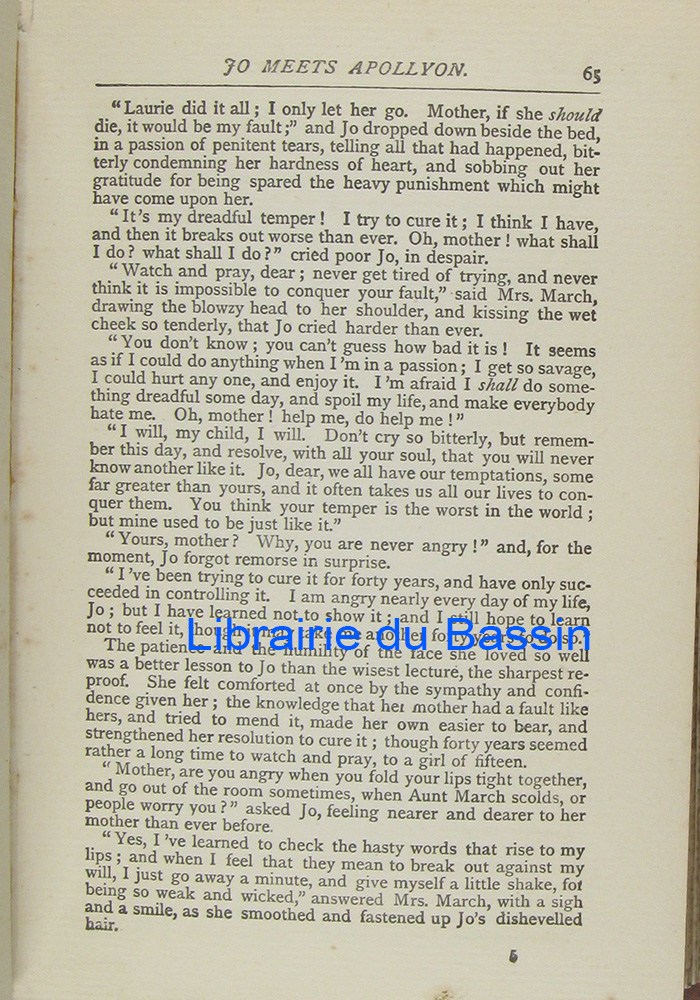 JO MEETS APOLLYON. 65
“Laurie did it all; I only let her go. Mother, if she should
die, it would be my fault;” and Jo dropped down beside the bed,
in a passion of penitent tears, telling all that had happened, bit-
terly condemning her hardness of heart, and sobbing out her
gratitude for being spared the heavy punishment which might
have come upon her.
“It's my dreadful temper! I try to cure it; I think I have,
and then it breaks out worse than ever. Oh, mother! what shall
I do? what shall I do?” cried poor Jo, in despair.
“Watch and pray, dear; never get tired of trying, and never
think it is impossible to conquer your fault,” said Mrs. March,
drawing the blowzy head to her shoulder, and kissing the wet
cheek so tenderly, that Jo cried harder than ever.
“You don't know; you can't guess how bad it is! It seems
as if I could do anything when I'm in a passion; I get so savage,
I could hurt any one, and enjoy it. I'm afraid I shall do some-
thing dreadful some day, and spoil my life, and make everybody
hate me. Oh, mother! help me, do help me!”
“I will, my child, I will. Don't cry so bitterly, but remem-
ber this day, and resolve, with all your soul, that you will never
know another like it. Jo, dear, we all have our temptations, some
far greater than yours, and it often takes us all our lives to con-
quer them. You think your temper is the worst in the world;
but mine used to be just like it.”
“Yours, mother? Why, you are never angry!” and, for the
moment, Jo forgot remorse in surprise.
“I've been trying to cure it for forty years, and have only suc-
ceeded in controlling it. I am angry nearly every day of my life,
Jo; but I have learned not to show it; and I still hope to learn
not to feel it, though it may take me another forty years to do so.”
Librairie du Bassin
The patience and the humility of the face she loved so well
was a better lesson to Jo than the wisest lecture, the sharpest re-
proof. She felt comforted at once by the sympathy and confi-
dence given her; the knowledge that her mother had a fault like
hers, and tried to mend it, made her own easier to bear, and
strengthened her resolution to cure it; though forty years seemed
rather a long time to watch and pray, to a girl of fifteen.
“Mother, are you angry when you fold your lips tight together,
and go out of the room sometimes, when Aunt March scolds, or
people worry you?” asked Jo, feeling nearer and dearer to her
mother than ever before.
“Yes, I've learned to check the hasty words that rise to my
lips; and when I feel that they mean to break out against my
will, I just go away a minute, and give myself a little shake, for
being so weak and wicked,” answered Mrs. March, with a sigh
and a smile, as she smoothed and fastened up Jo's dishevelled
hair.
5